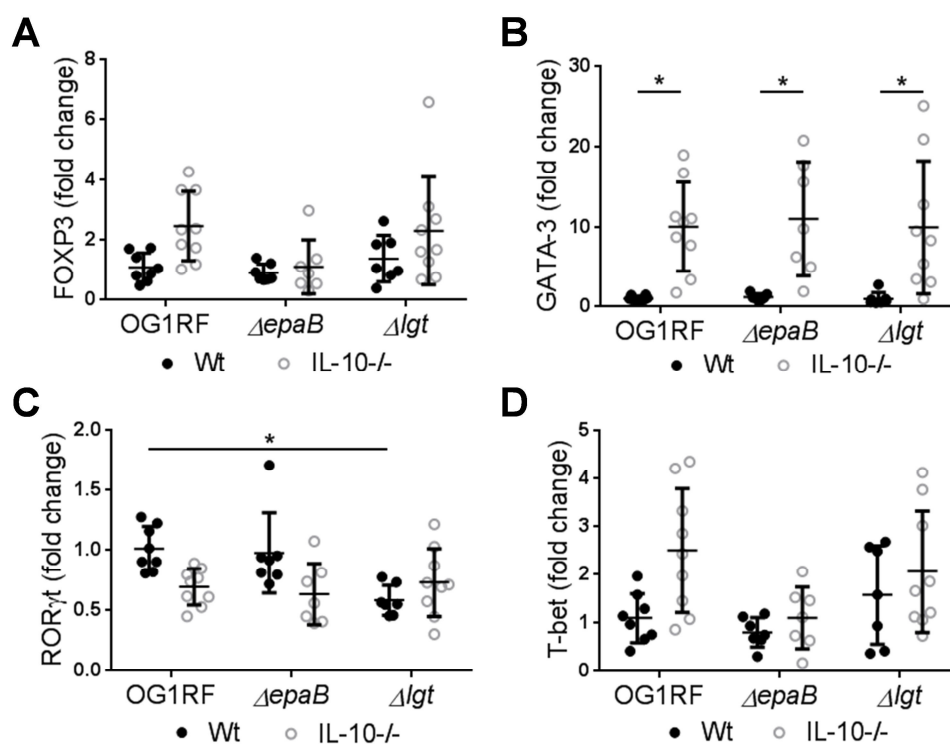 A
FOXP3 (fold change)
8
6
4
2
0
OG1RF ΔepaB Δlgt
Wt IL-10-/-
B
GATA-3 (fold change)
30
20
10
0
* * *
OG1RF ΔepaB Δlgt
Wt IL-10-/-
C
RORγt (fold change)
2.0
1.5
1.0
0.5
0.0
*
OG1RF ΔepaB Δlgt
Wt IL-10-/-
D
T-bet (fold change)
5
4
3
2
1
0
OG1RF ΔepaB Δlgt
Wt IL-10-/-